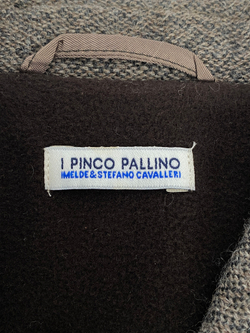 I PINCO PALLINO
IMELDE&STEFANO CAVALLERI